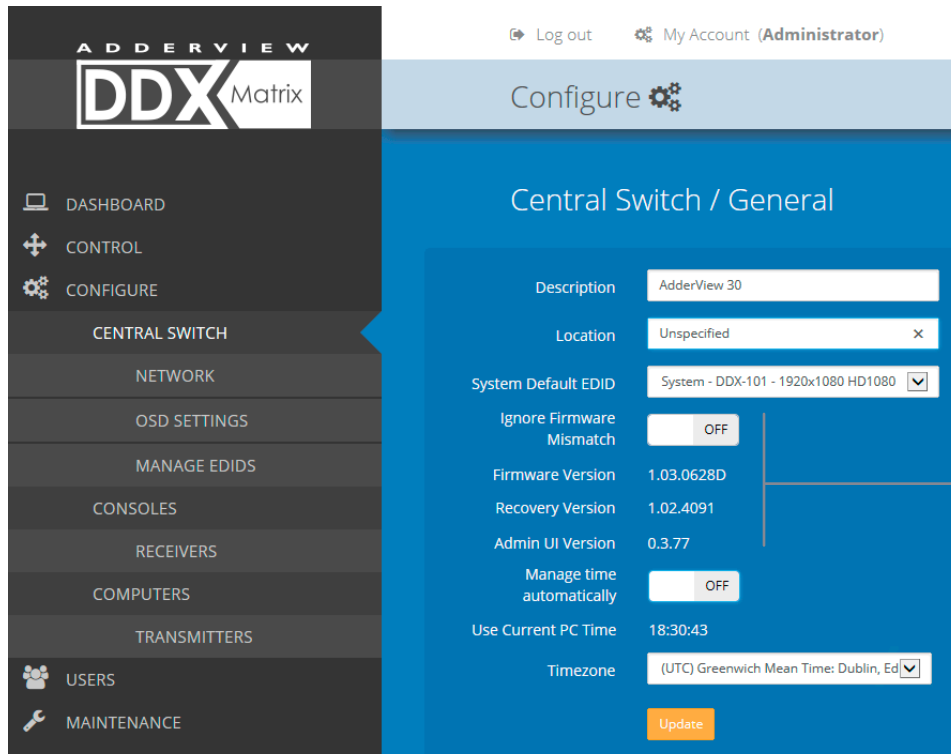 ADDERVIEW
DDX Matrix
Log out My Account (Administrator)
Configure
DASHBOARD
CONTROL
CONFIGURE
CENTRAL SWITCH
NETWORK
OSD SETTINGS
MANAGE EDIDS
CONSOLES
RECEIVERS
COMPUTERS
TRANSMITTERS
USERS
MAINTENANCE
Central Switch / General
Description AdderView 30
Location Unspecified ×
System Default EDID System - DDX-101 - 1920x1080 HD1080
Ignore Firmware
Mismatch OFF
Firmware Version 1.03.0628D
Recovery Version 1.02.4091
Admin UI Version 0.3.77
Manage time
automatically OFF
Use Current PC Time 18:30:43
Timezone (UTC) Greenwich Mean Time: Dublin, Ed
Update